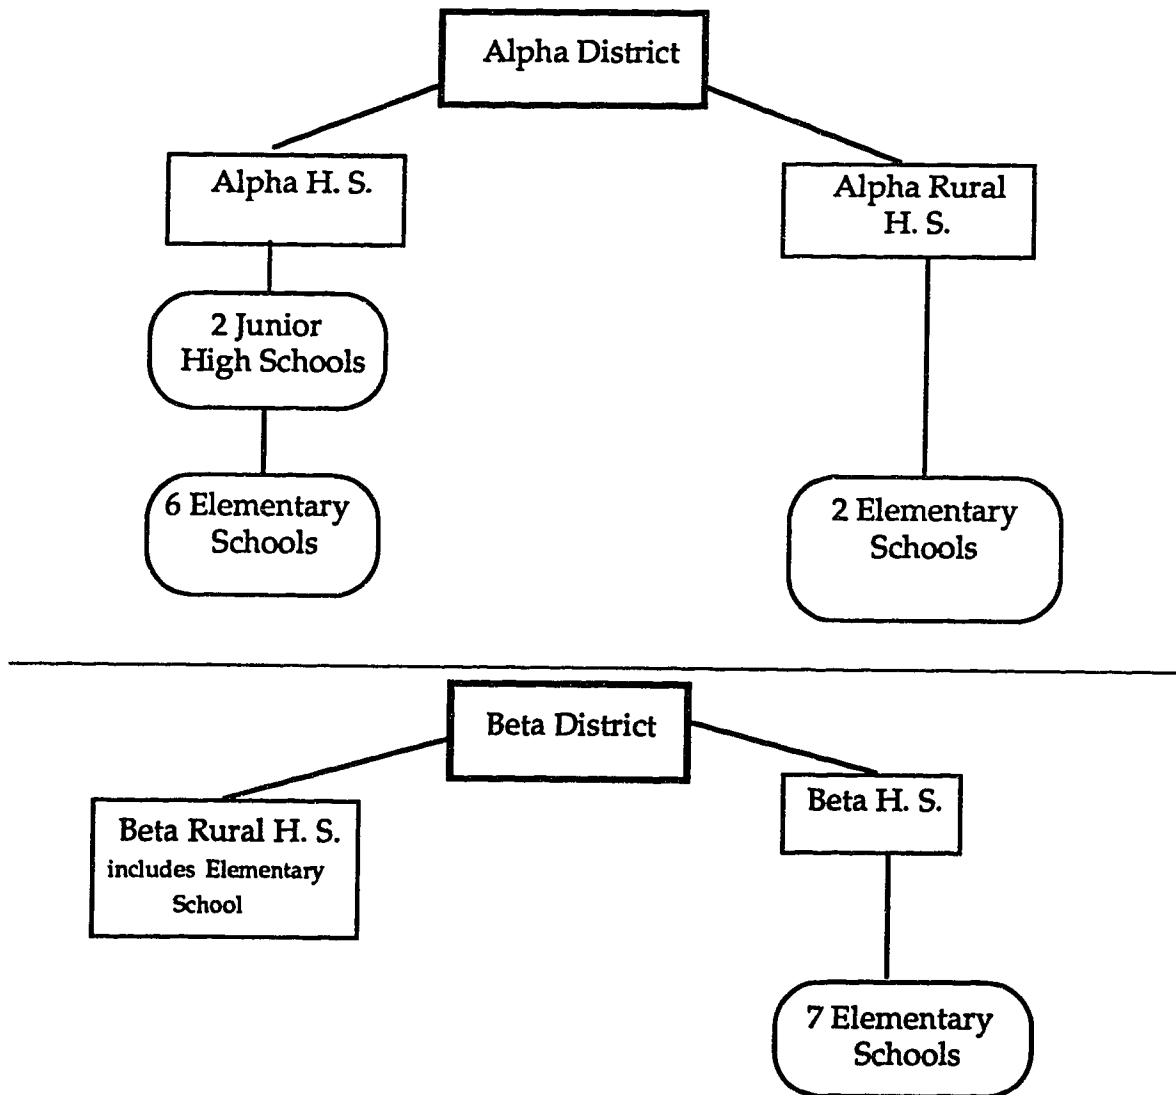 Alpha District
Alpha H. S.
Alpha Rural
H. S.
2 Junior
High Schools
6 Elementary
Schools
2 Elementary
Schools
Beta District
Beta Rural H. S.
includes Elementary
School
Beta H. S.
7 Elementary
Schools